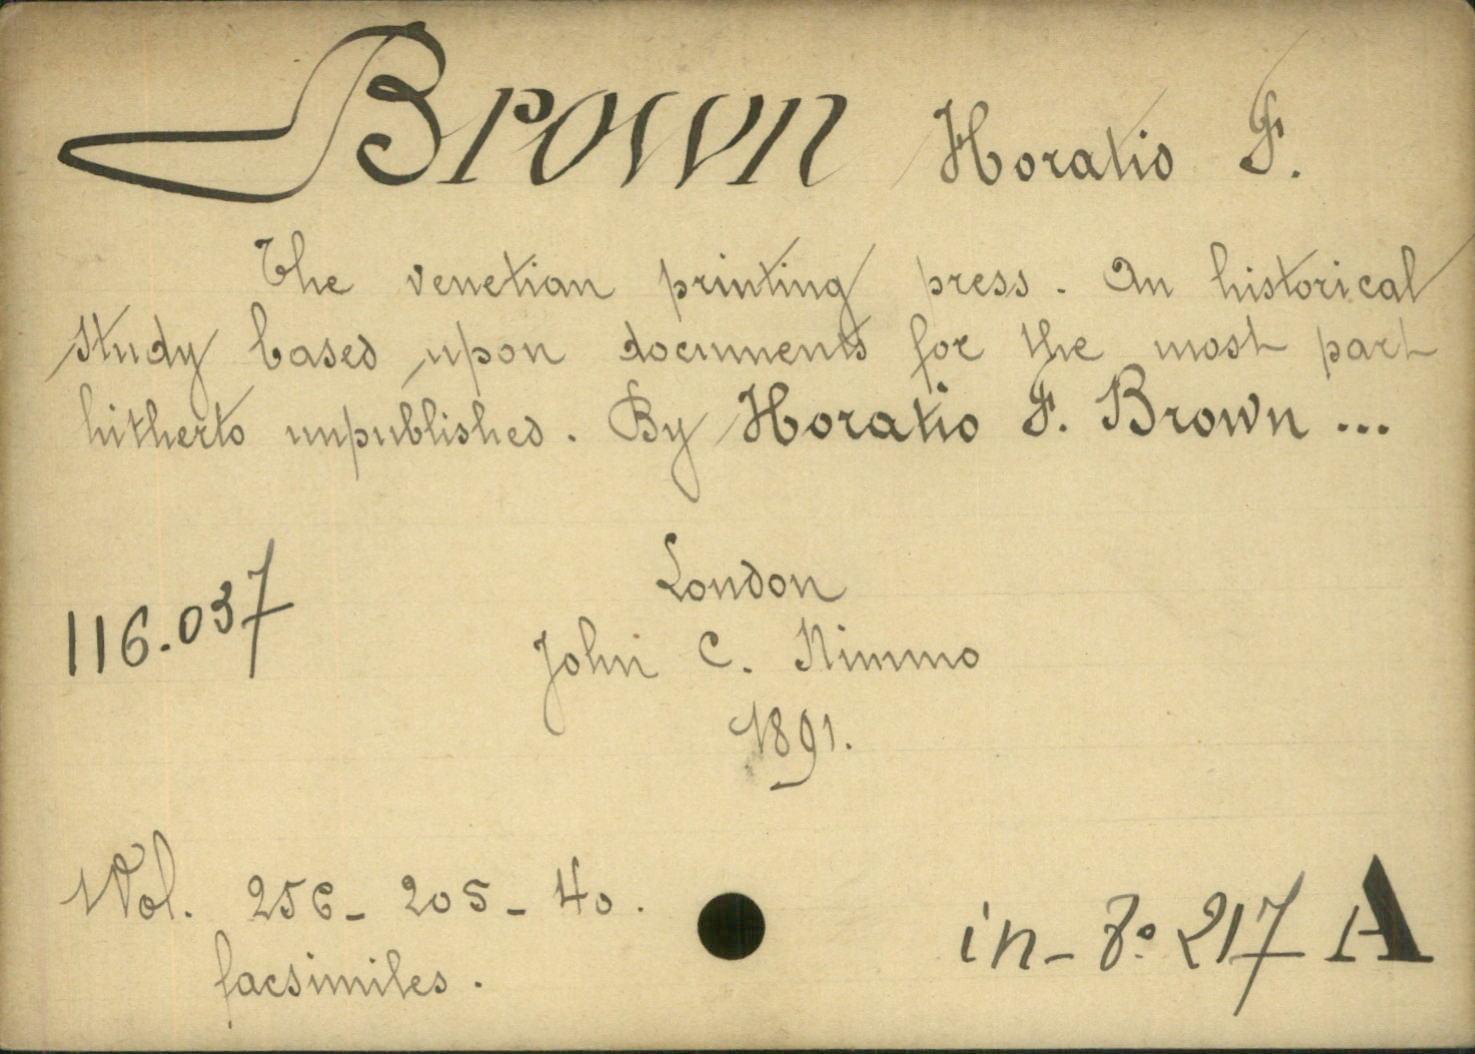 Brown Horatio F.
The venetian printing press. An historical
study based upon documents for the most part
hitherto unpublished. By Horatio F. Brown ...
London
116.037
John C. Nimmo
1891.
Vol. 256-205-40.
facsimiles.
in-8º 217 A